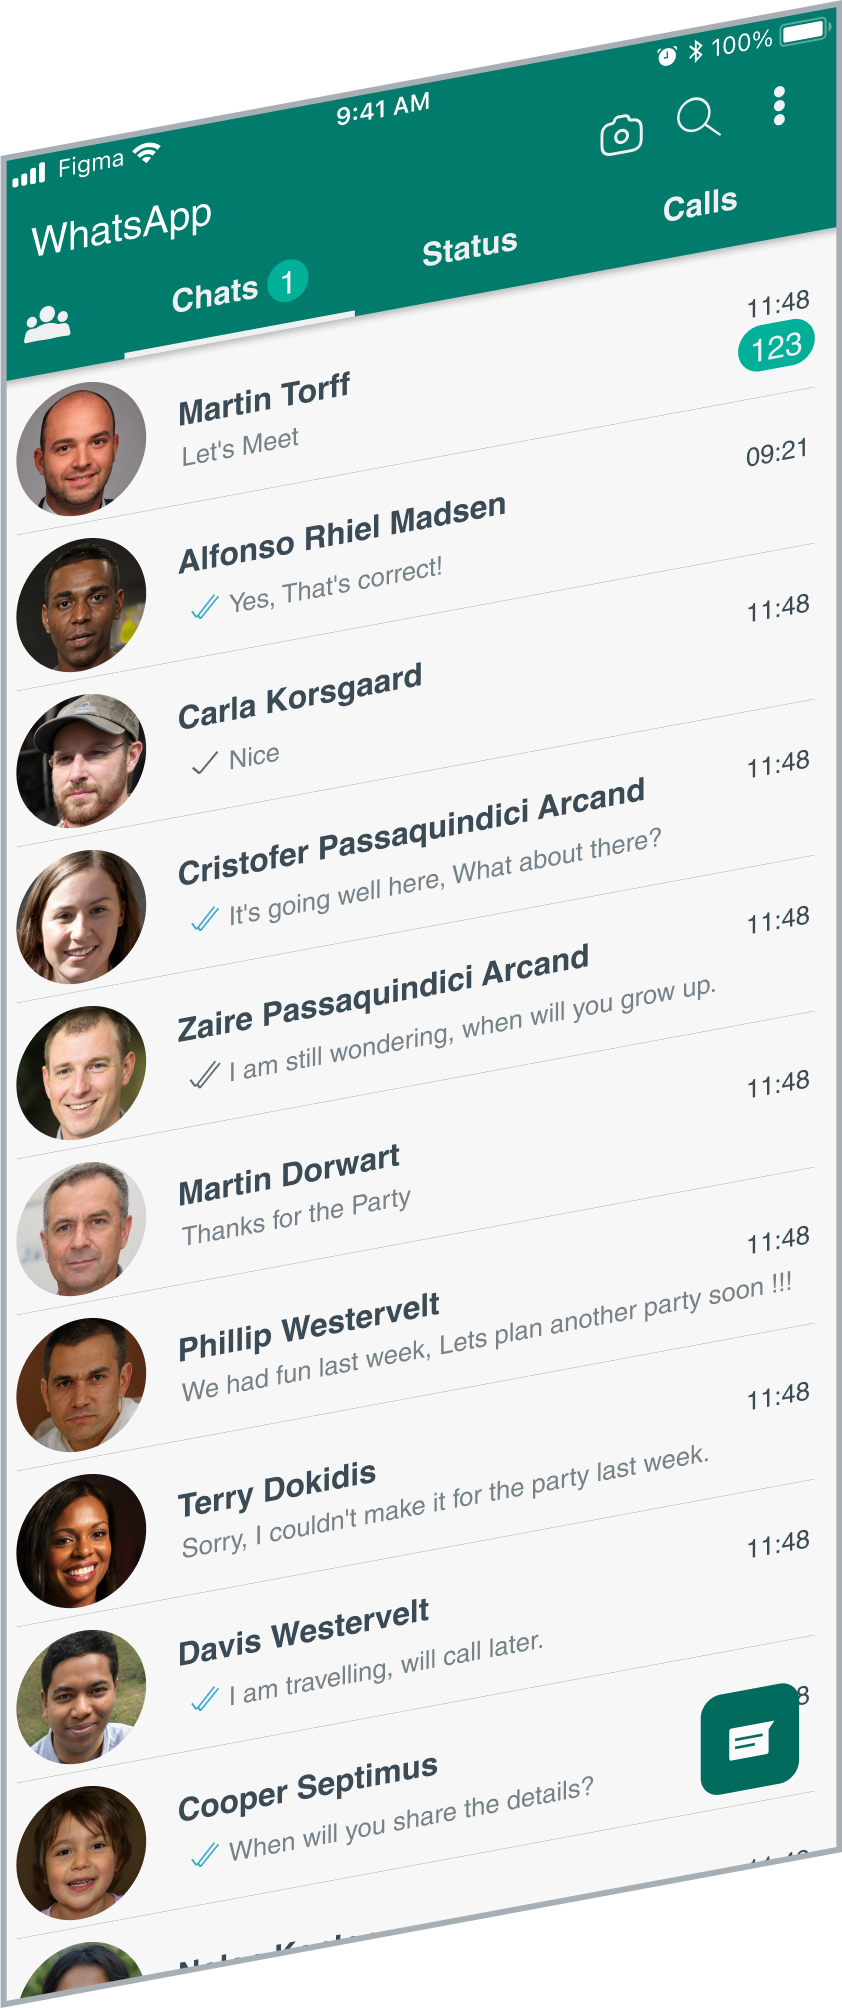 Figma 9:41 AM 100%
WhatsApp
Chats 1 Status Calls
Martin Torff 11:48
Let's Meet 123
Alfonso Rhiel Madsen 09:21
Yes, That's correct!
Carla Korsgaard 11:48
Nice
Cristofer Passaquindici Arcand 11:48
It's going well here, What about there?
Zaire Passaquindici Arcand 11:48
I am still wondering, when will you grow up.
Martin Dorwart 11:48
Thanks for the Party
Phillip Westervelt 11:48
We had fun last week, Lets plan another party soon !!!
Terry Dokidis 11:48
Sorry, I couldn't make it for the party last week.
Davis Westervelt 11:48
I am travelling, will call later.
Cooper Septimus
When will you share the details?